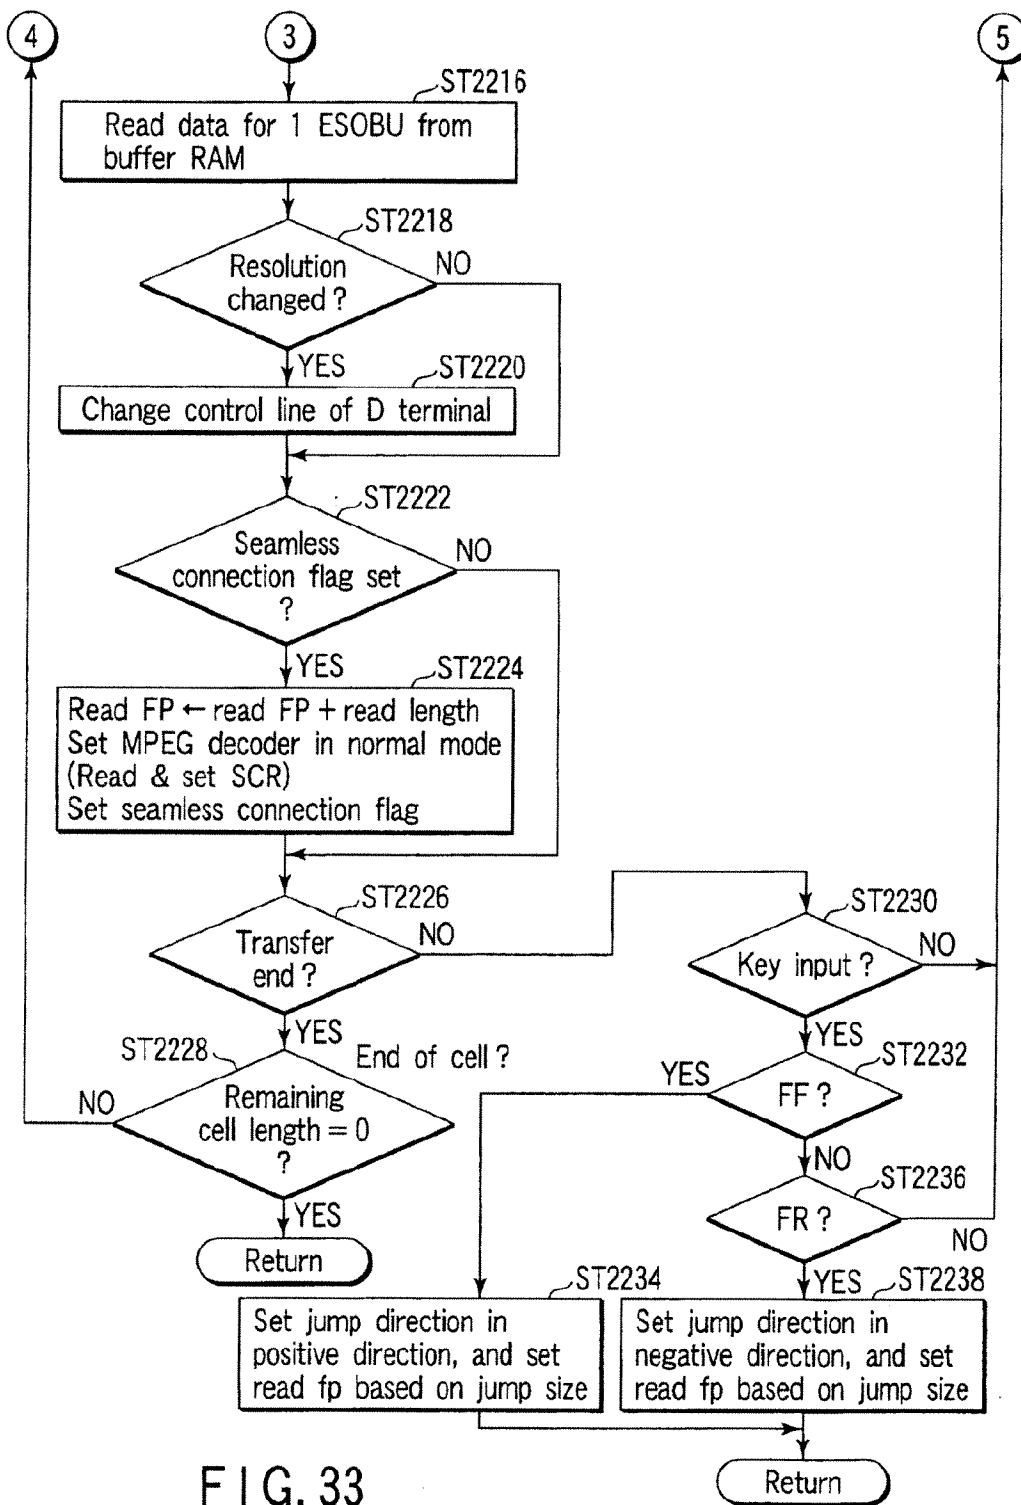 4
3
5
ST2216
Read data for 1 ESOBU from
buffer RAM
ST2218
Resolution
changed ?
NO
YES
ST2220
Change control line of D terminal
ST2222
Seamless
connection flag set
?
NO
YES
ST2224
Read FP ← read FP + read length
Set MPEG decoder in normal mode
(Read & set SCR)
Set seamless connection flag
ST2226
Transfer
end ?
NO
YES
ST2230
Key input ?
NO
YES
ST2228
End of cell ?
Remaining
cell length = 0
?
NO
YES
Return
ST2232
FF ?
YES
NO
ST2236
FR ?
NO
YES
ST2234
Set jump direction in
positive direction, and set
read fp based on jump size
ST2238
Set jump direction in
negative direction, and set
read fp based on jump size
Return
FIG. 33